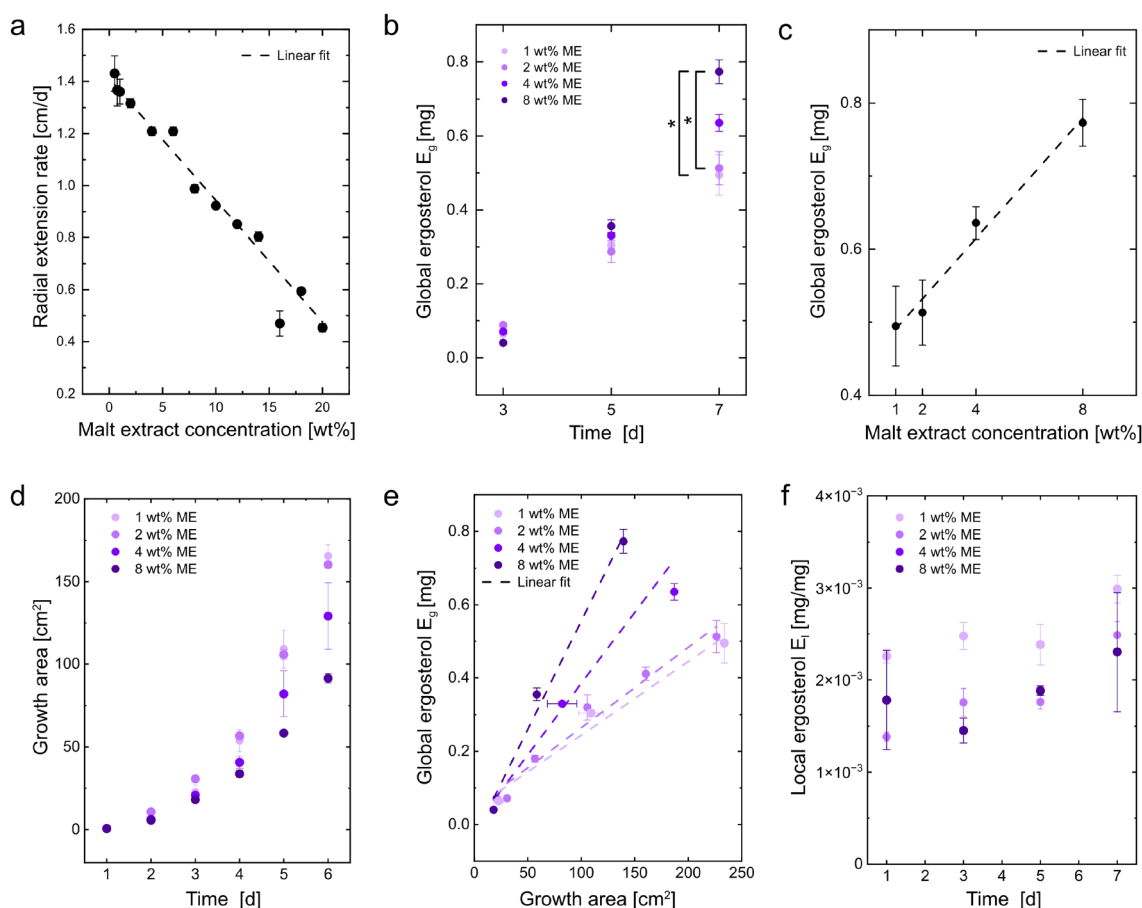 a
1.6
1.4
1.2
1.0
0.8
0.6
0.4
0.2
0
5
10
15
20
Radial extension rate [cm/d]
Malt extract concentration [wt%]
Linear fit
b
0.8
0.6
0.4
0.2
0.0
3
5
7
Global ergosterol Eg [mg]
Time [d]
1 wt% ME
2 wt% ME
4 wt% ME
8 wt% ME
*
*
c
0.8
0.6
0.4
1
2
4
8
Global ergosterol Eg [mg]
Malt extract concentration [wt%]
Linear fit
d
200
150
100
50
0
1
2
3
4
5
6
Growth area [cm²]
Time [d]
1 wt% ME
2 wt% ME
4 wt% ME
8 wt% ME
e
0.8
0.6
0.4
0.2
0.0
0
50
100
150
200
250
Global ergosterol Eg [mg]
Growth area [cm²]
1 wt% ME
2 wt% ME
4 wt% ME
8 wt% ME
Linear fit
f
4×10⁻³
3×10⁻³
2×10⁻³
1×10⁻³
0.000
1
2
3
4
5
6
7
Local ergosterol El [mg/mg]
Time [d]
1 wt% ME
2 wt% ME
4 wt% ME
8 wt% ME